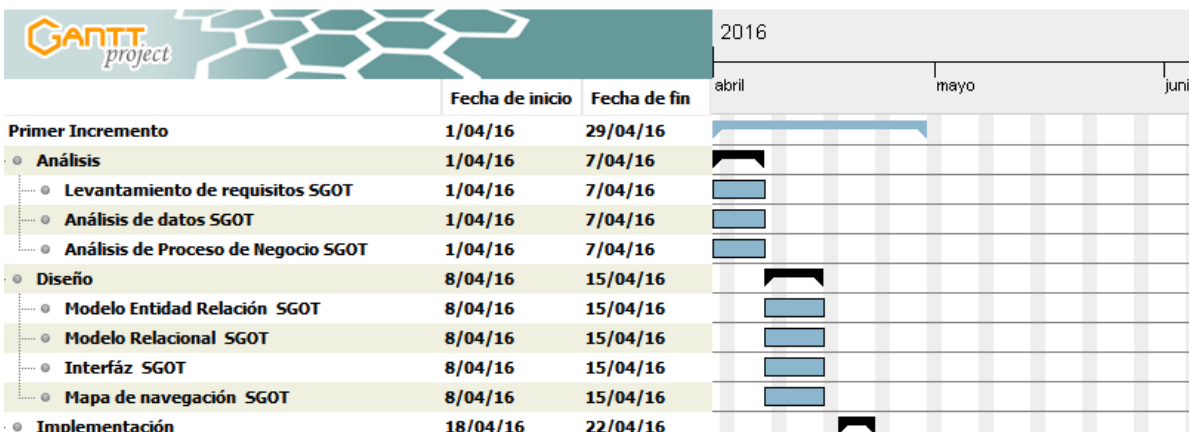 GANTT
project
2016
abril mayo juni
Fecha de inicio Fecha de fin
Primer Incremento 1/04/16 29/04/16
Análisis 1/04/16 7/04/16
Levantamiento de requisitos SGOT 1/04/16 7/04/16
Análisis de datos SGOT 1/04/16 7/04/16
Análisis de Proceso de Negocio SGOT 1/04/16 7/04/16
Diseño 8/04/16 15/04/16
Modelo Entidad Relación SGOT 8/04/16 15/04/16
Modelo Relacional SGOT 8/04/16 15/04/16
Interfáz SGOT 8/04/16 15/04/16
Mapa de navegación SGOT 8/04/16 15/04/16
Implementación 18/04/16 22/04/16